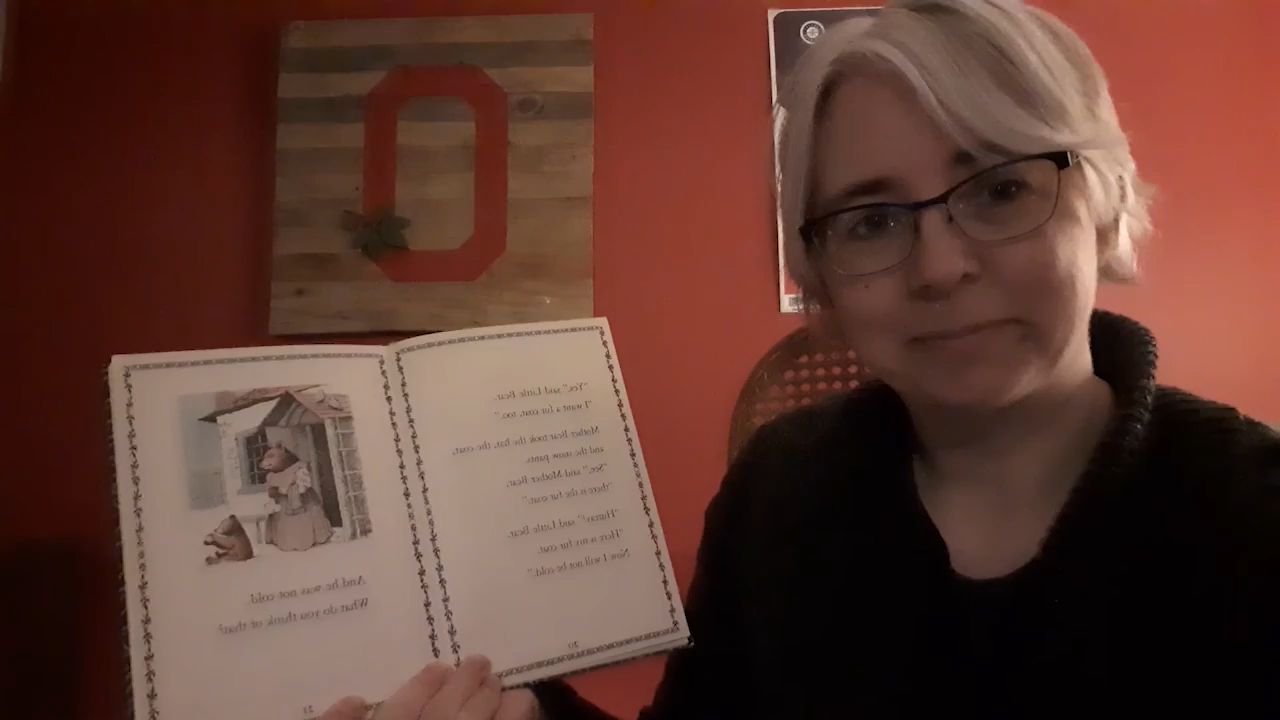 O
"Yes," said Little Bear.
"I want a fur coat, too."
Mother Bear took the hat, the coat,
and the snow pants.
"See," said Mother Bear,
"there is the fur coat."
"Hurray!" said Little Bear.
"Here is my fur coat.
Now I will not be cold."
20
And he was not cold.
What do you think of that?
21